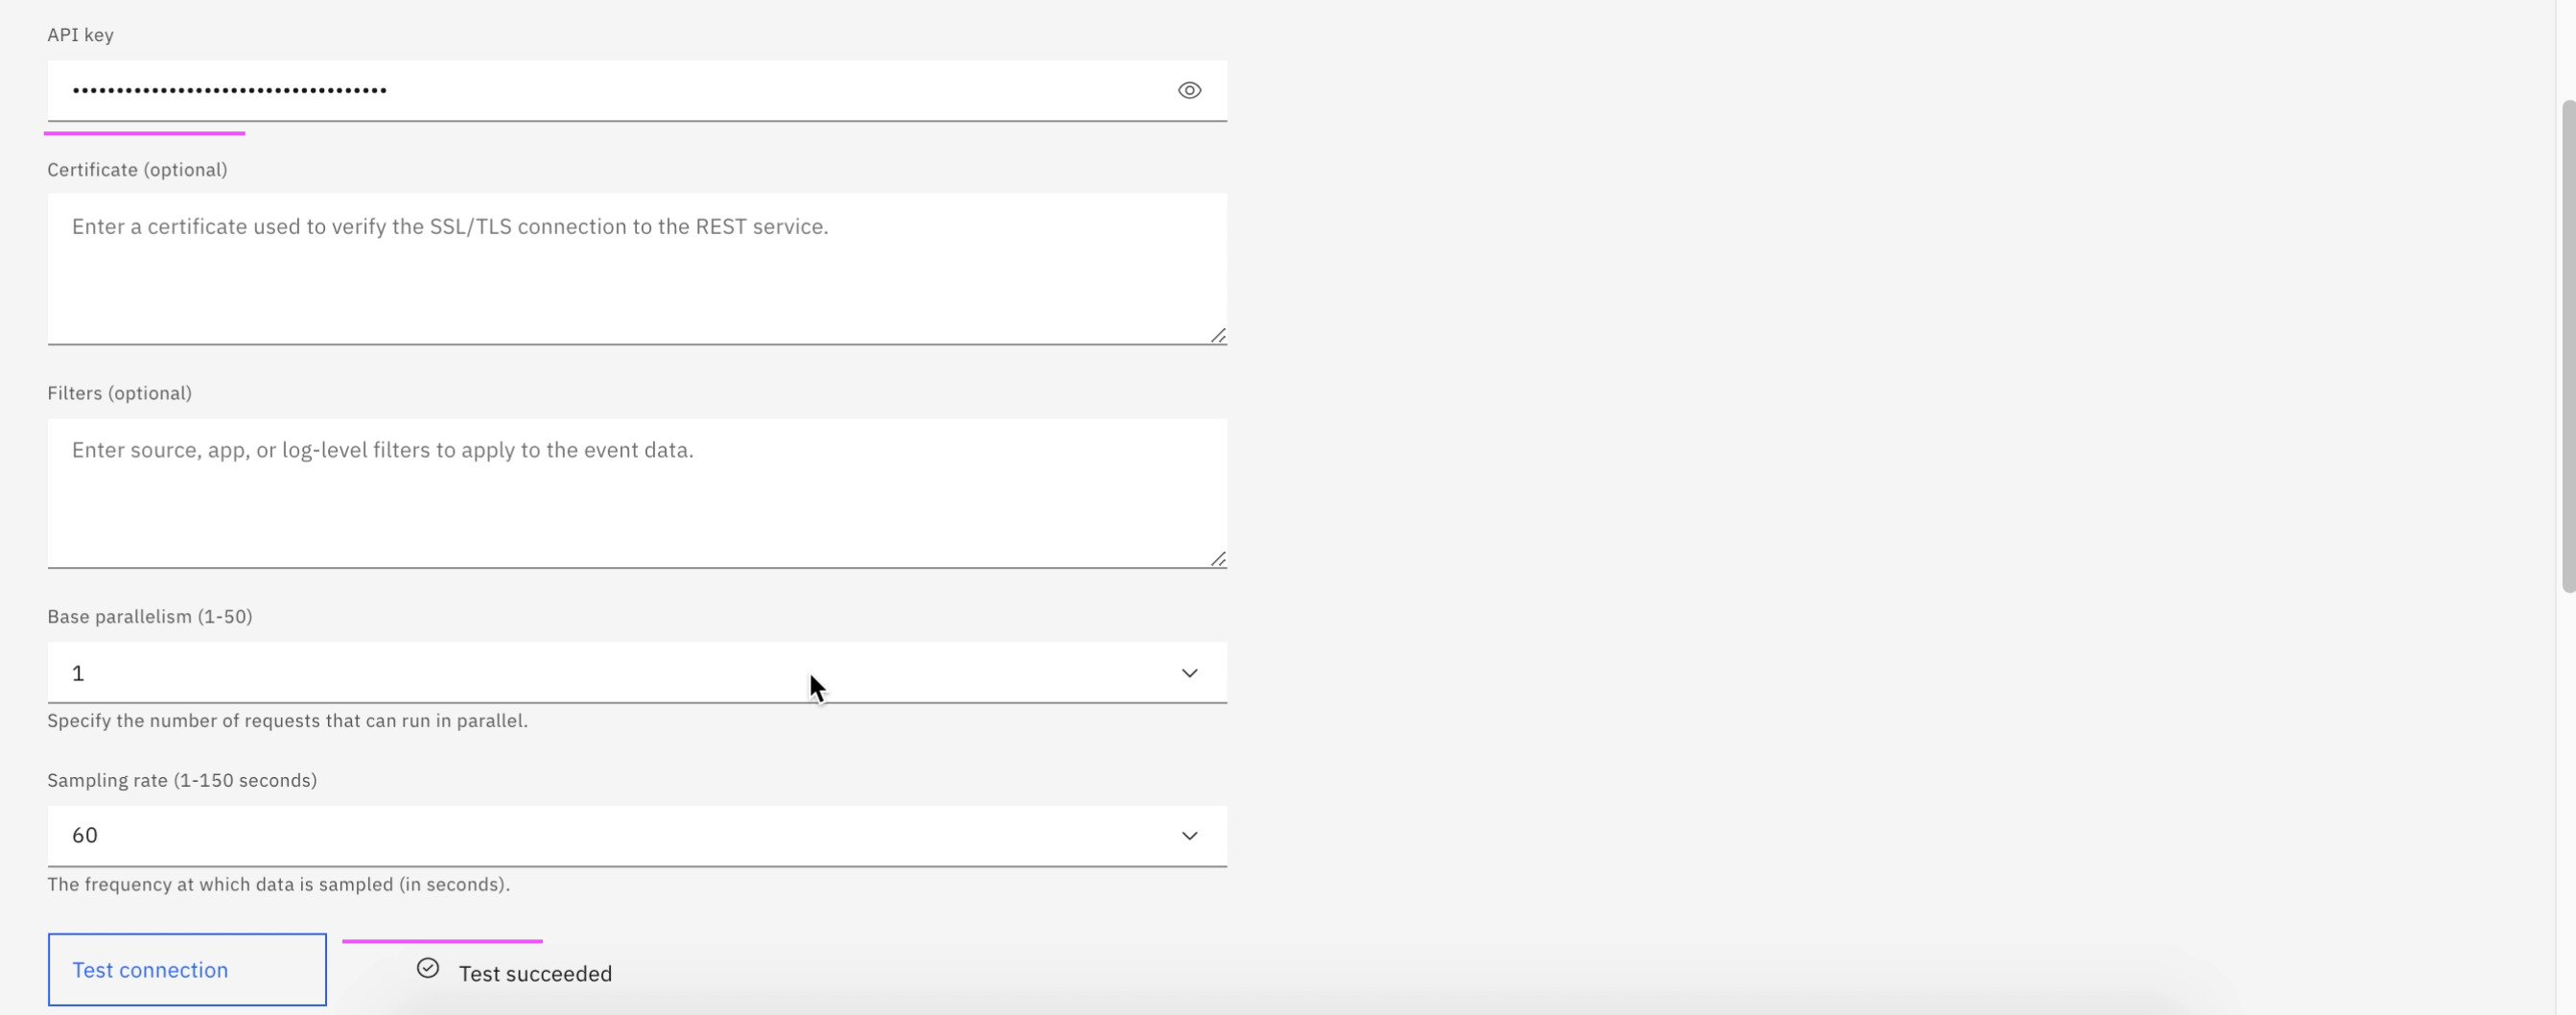 API key
••••••••••••••••••••••••••••••••••••
Certificate (optional)
Enter a certificate used to verify the SSL/TLS connection to the REST service.
Filters (optional)
Enter source, app, or log-level filters to apply to the event data.
Base parallelism (1-50)
1
Specify the number of requests that can run in parallel.
Sampling rate (1-150 seconds)
60
The frequency at which data is sampled (in seconds).
Test connection
Test succeeded